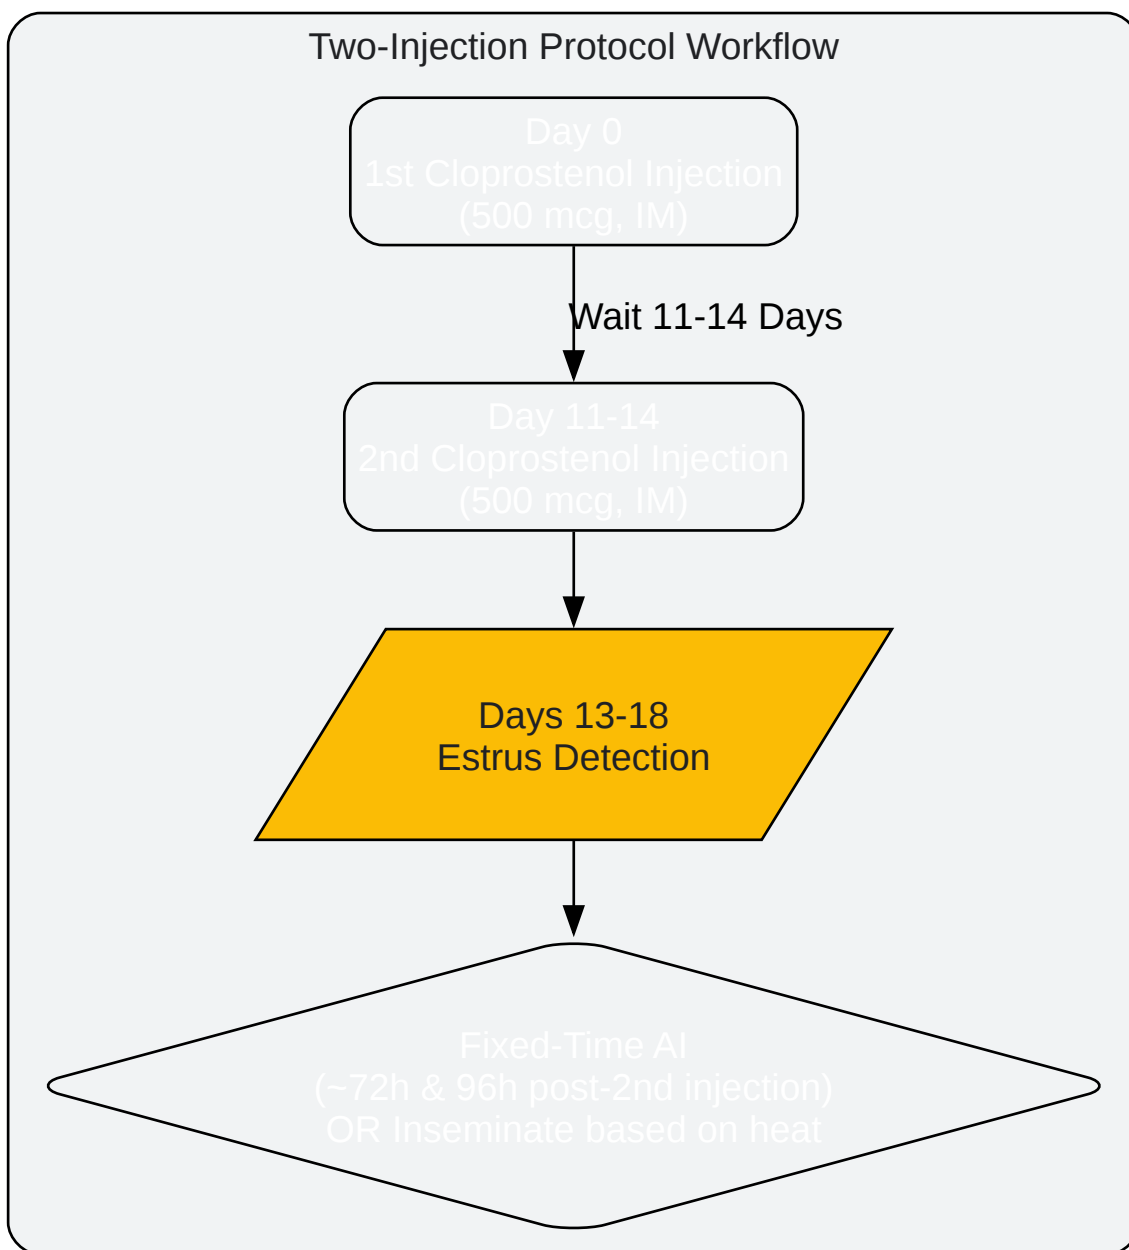 Two-Injection Protocol Workflow
Day 0
1st Cloprostenol Injection
(500 mcg, IM)
Wait 11-14 Days
Day 11-14
2nd Cloprostenol Injection
(500 mcg, IM)
Days 13-18
Estrus Detection
Fixed-Time AI
(~72h & 96h post-2nd injection)
OR Inseminate based on heat